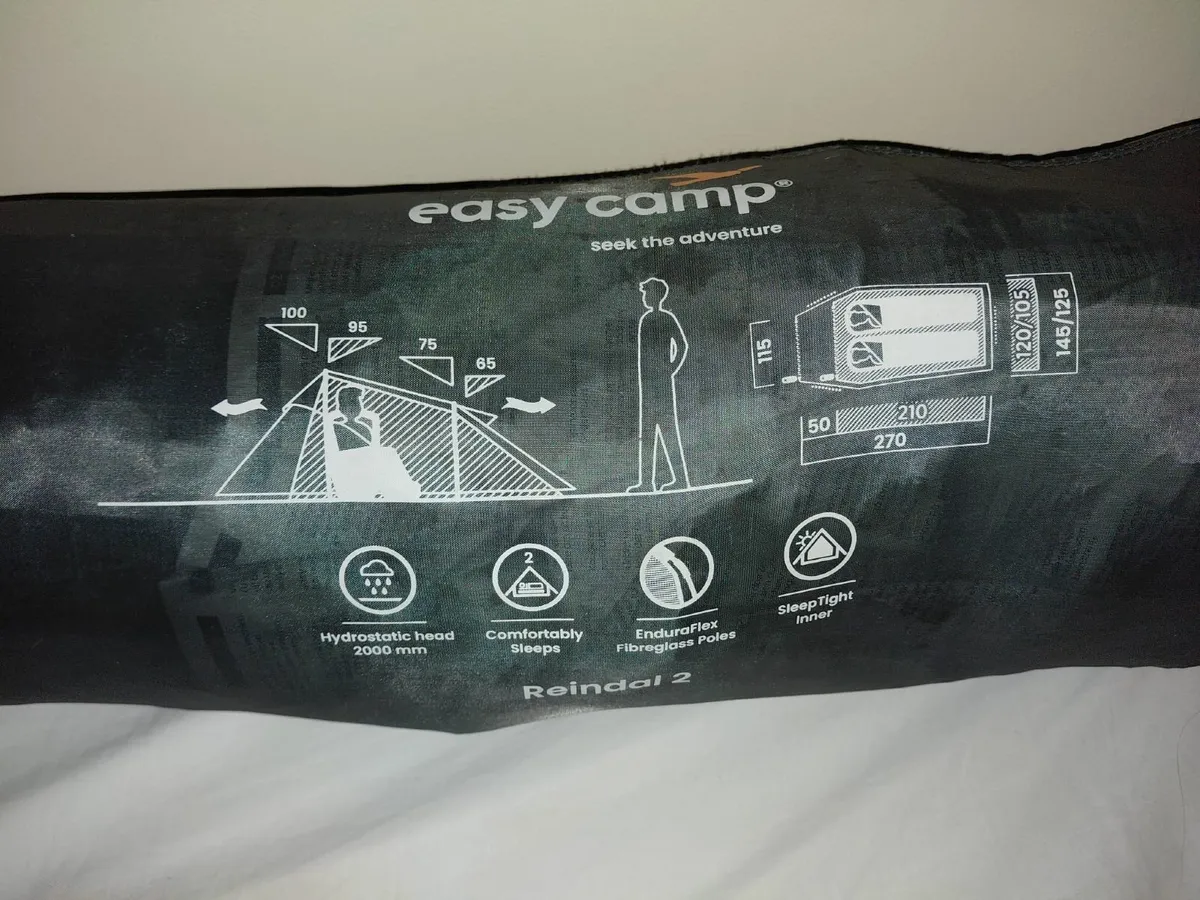 easy camp®
seek the adventure
100
95
75
65
115
120/105
145/125
50
210
270
2
Hydrostatic head
2000 mm
Comfortably
Sleeps
EnduraFlex
Fibreglass Poles
SleepTight
Inner
Reindal 2